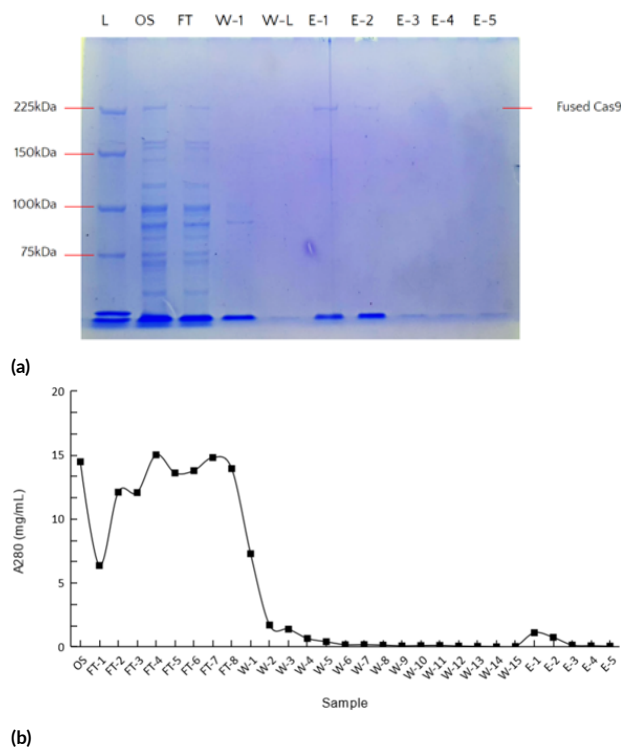 L OS FT W-1 W-L E-1 E-2 E-3 E-4 E-5
225kDa Fused Cas9
150kDa
100kDa
75kDa
(a)
20
15
10
5
0
A280 (mg/mL)
OS FT-1 FT-2 FT-3 FT-4 FT-5 FT-6 FT-7 FT-8 W-1 W-2 W-3 W-4 W-5 W-6 W-7 W-8 W-9 W-10 W-11 W-12 W-13 W-14 W-15 E-1 E-2 E-3 E-4 E-5
Sample
(b)